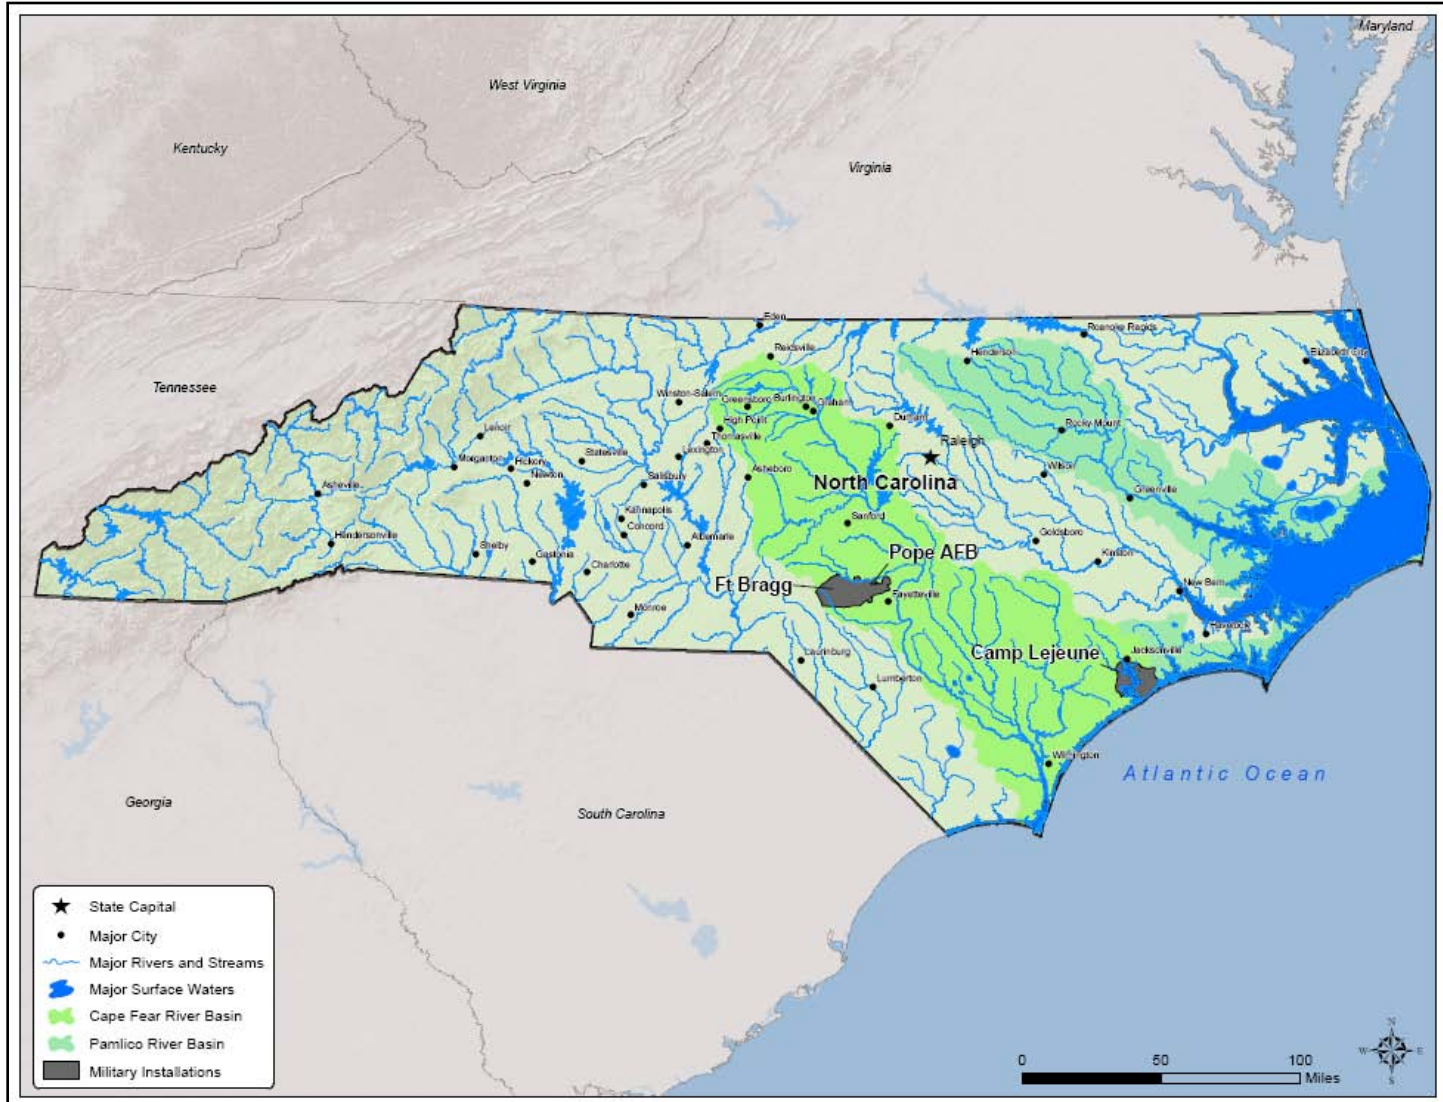 Maryland
West Virginia
Kentucky
Virginia
Tennessee
Eden
Roanoke Rapids
Reidsville
Henderson
Elizabeth City
Winston-Salem
Greensboro
Burlington
Graham
High Point
Durham
Rocky Mount
Lenoir
Thomasville
Raleigh
Lexington
Statesville
Morganton
Hickory
Asheboro
Wilson
Newton
Salisbury
North Carolina
Asheville
Greenville
Kannapolis
Sanford
Concord
Goldsboro
Hendersonville
Albemarle
Shelby
Pope AFB
Kinston
Gastonia
Charlotte
Ft Bragg
New Bern
Fayetteville
Monroe
Havelock
Camp Lejeune
Jacksonville
Laurinburg
Lumberton
Wilmington
Atlantic Ocean
Georgia
South Carolina
State Capital
Major City
Major Rivers and Streams
Major Surface Waters
Cape Fear River Basin
Pamlico River Basin
Military Installations
N
W
E
S
0 50 100
Miles